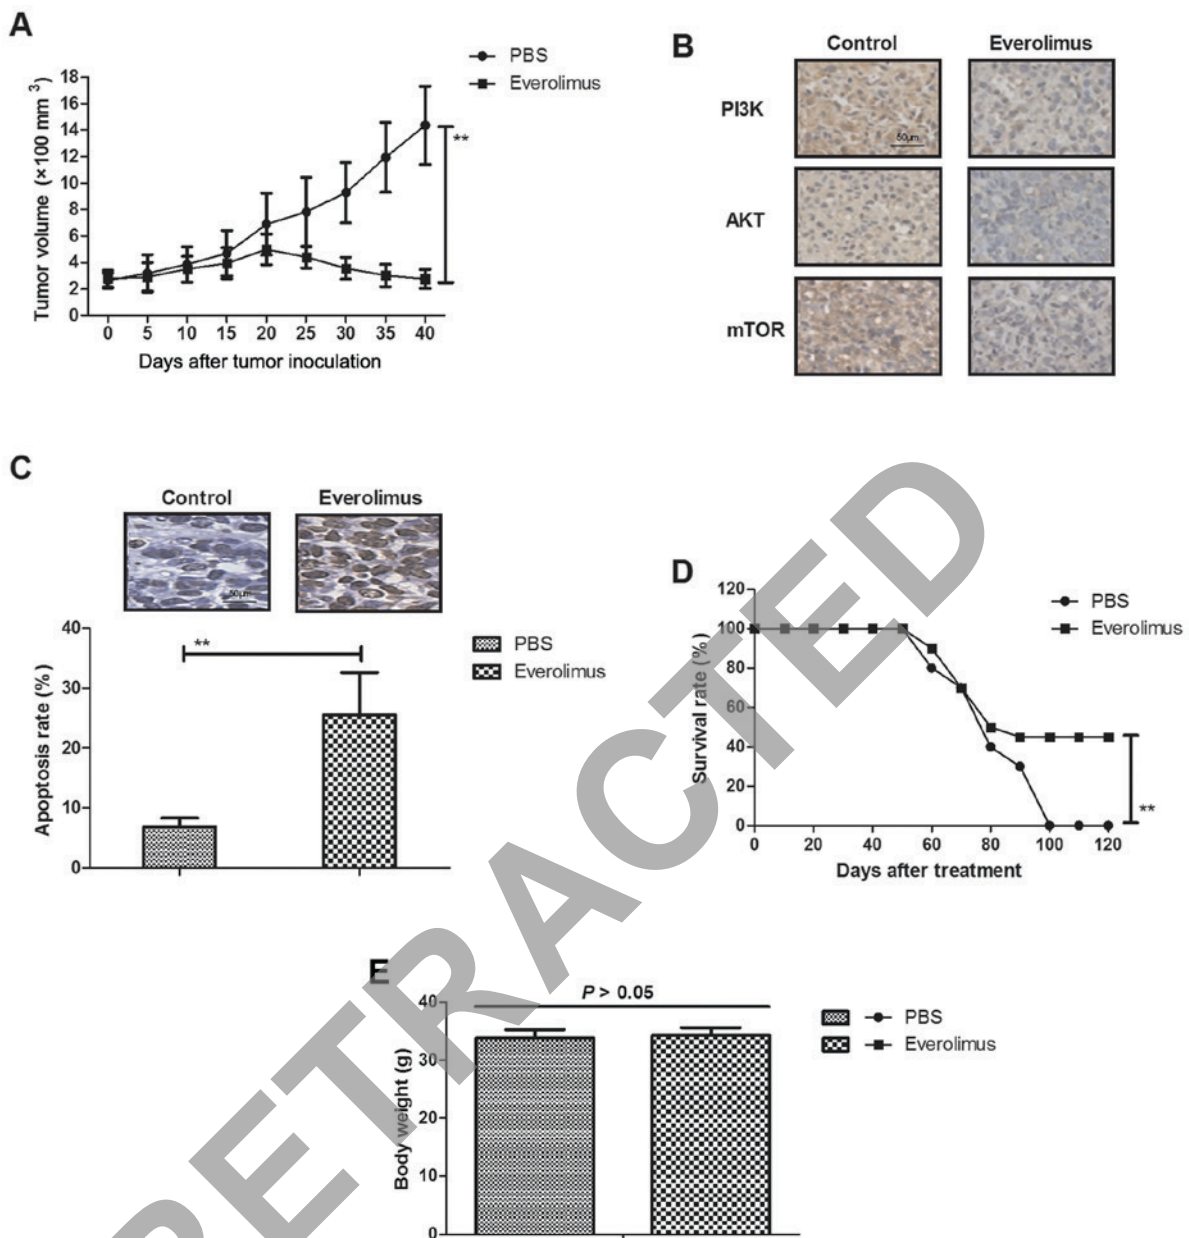 A
PBS
Everolimus
Tumor volume (×100 mm³)
18
16
14
12
10
8
6
4
2
0
**
0 5 10 15 20 25 30 35 40
Days after tumor inoculation
B
Control Everolimus
PI3K
50μm
AKT
mTOR
C
Control Everolimus
50μm
Apoptosis rate (%)
40
30
20
10
0
**
PBS
Everolimus
D
PBS
Everolimus
Survival rate (%)
120
100
80
60
40
20
0
**
0 20 40 60 80 100 120
Days after treatment
E
P > 0.05
Body weight (g)
40
30
20
10
0
PBS
Everolimus
RETRACTED